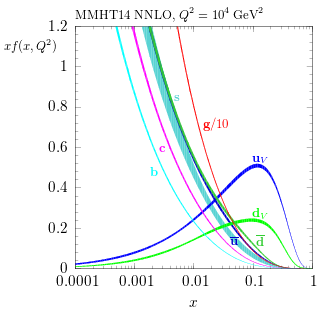 MMHT14 NNLO, Q² = 10⁴ GeV²
xf(x, Q²)
1.2
1
0.8
0.6
0.4
0.2
0
s
g/10
c
b
u_V
d_V
u̅
d̅
0.0001
0.001
0.01
0.1
1
x